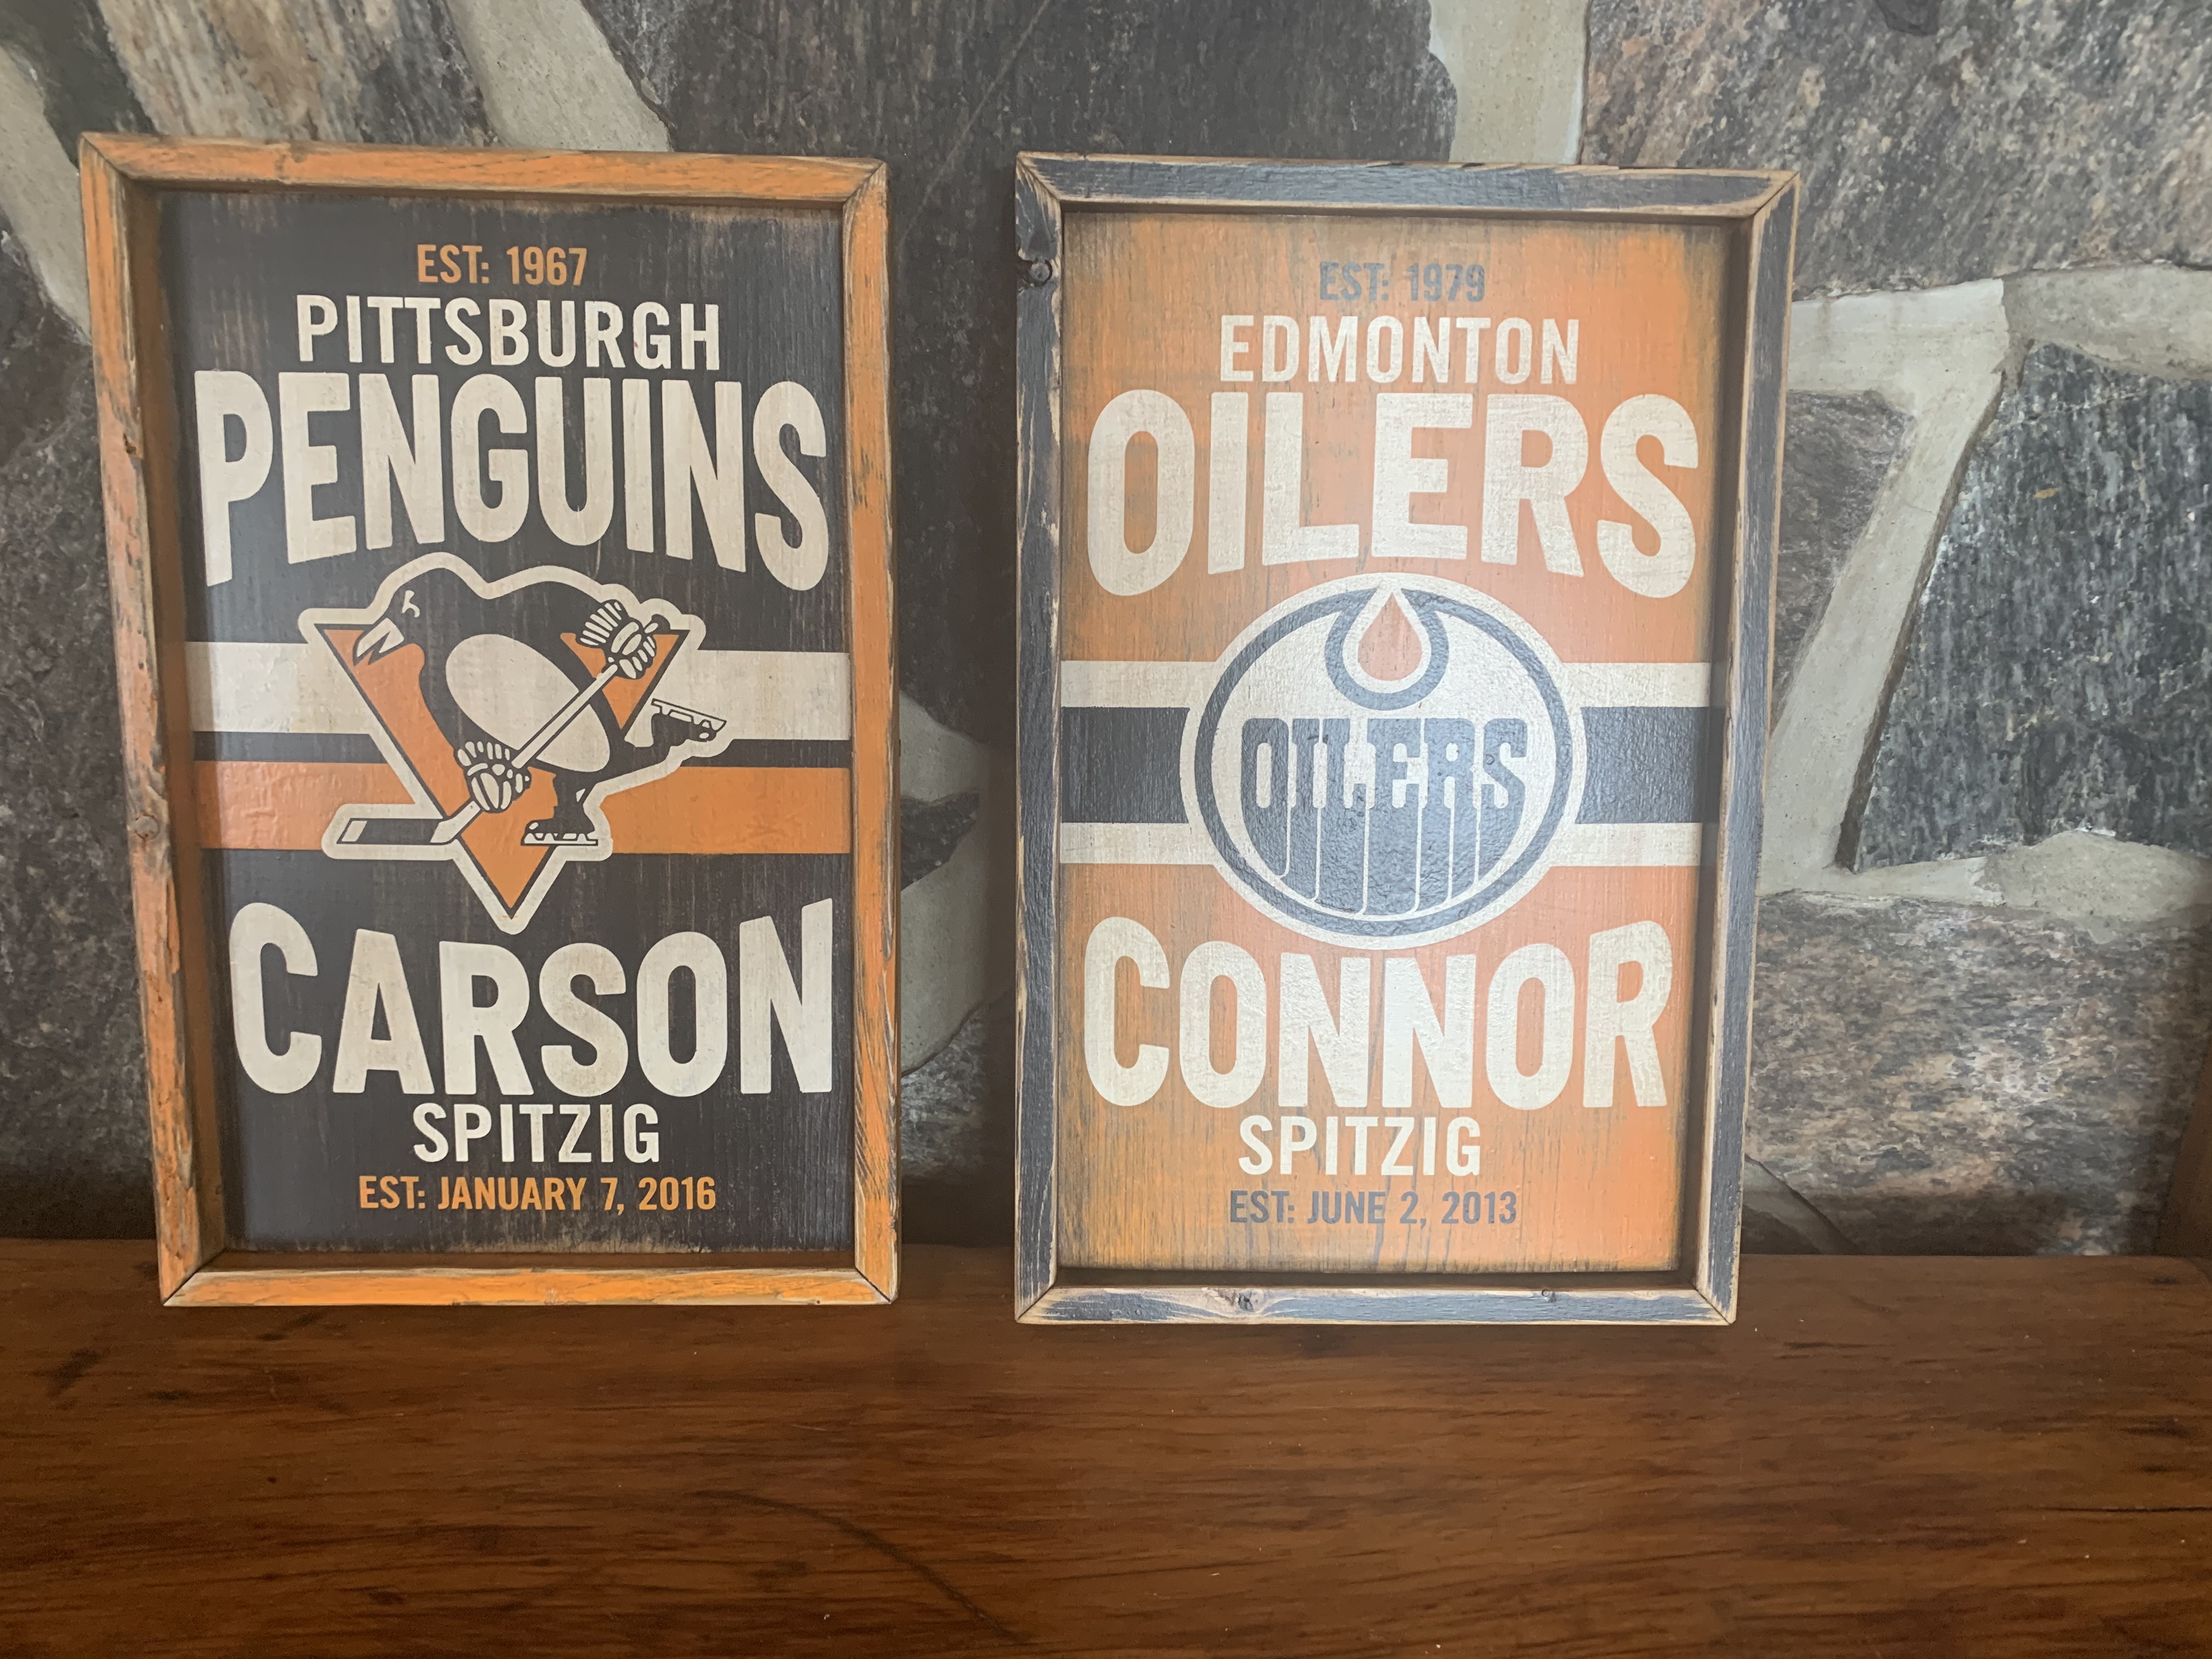 EST: 1967
PITTSBURGH
PENGUINS
CARSON
SPITZIG
EST: JANUARY 7, 2016
EST: 1979
EDMONTON
OILERS
OILERS
CONNOR
SPITZIG
EST: JUNE 2, 2013